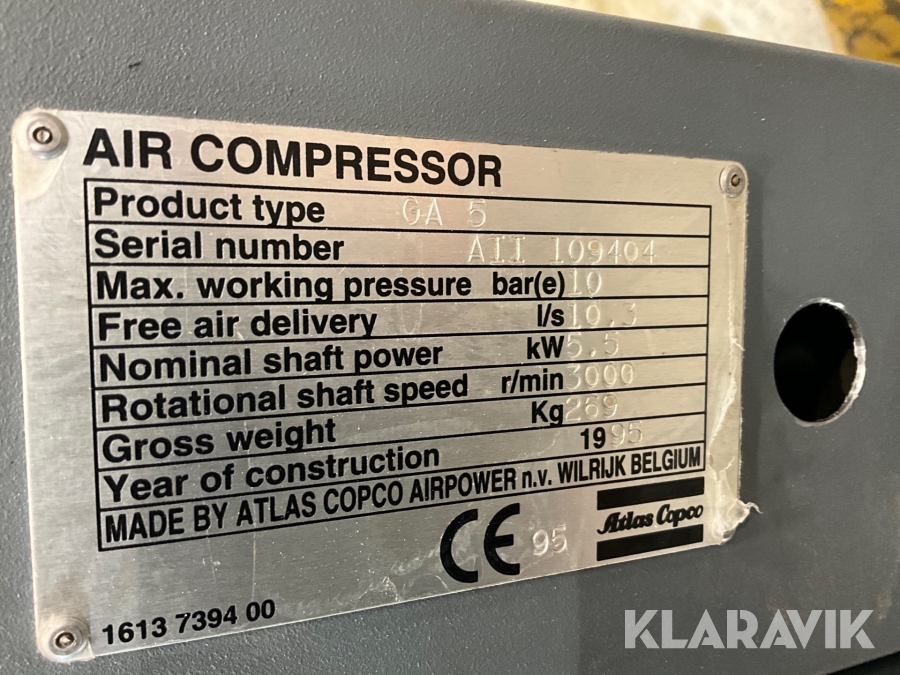 AIR COMPRESSOR
Product type GA 5
Serial number AII 109404
Max. working pressure bar(e) 10
Free air delivery l/s 10.3
Nominal shaft power kW 5.5
Rotational shaft speed r/min 3000
Gross weight Kg 269
Year of construction 1995
MADE BY ATLAS COPCO AIRPOWER n.v. WILRIJK BELGIUM
CE 95
Atlas Copco
1613 7394 00
KLARAVIK